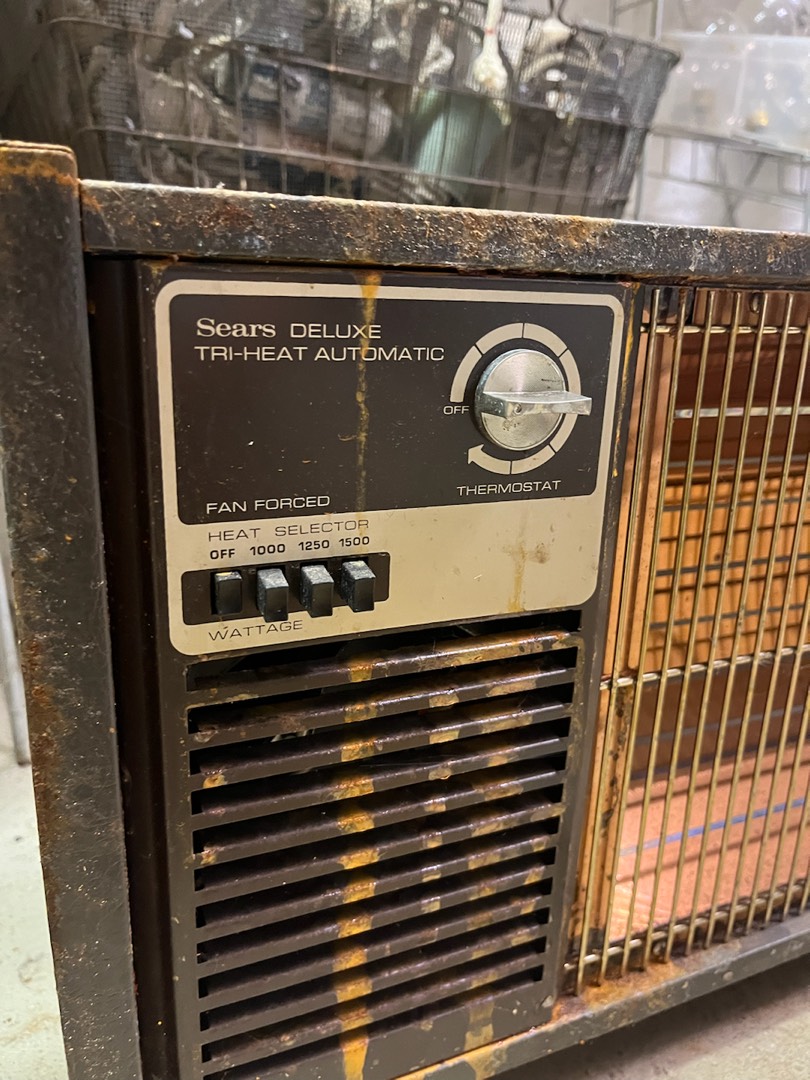 Sears DELUXE
TRI-HEAT AUTOMATIC
OFF
THERMOSTAT
FAN FORCED
HEAT SELECTOR
OFF 1000 1250 1500
WATTAGE